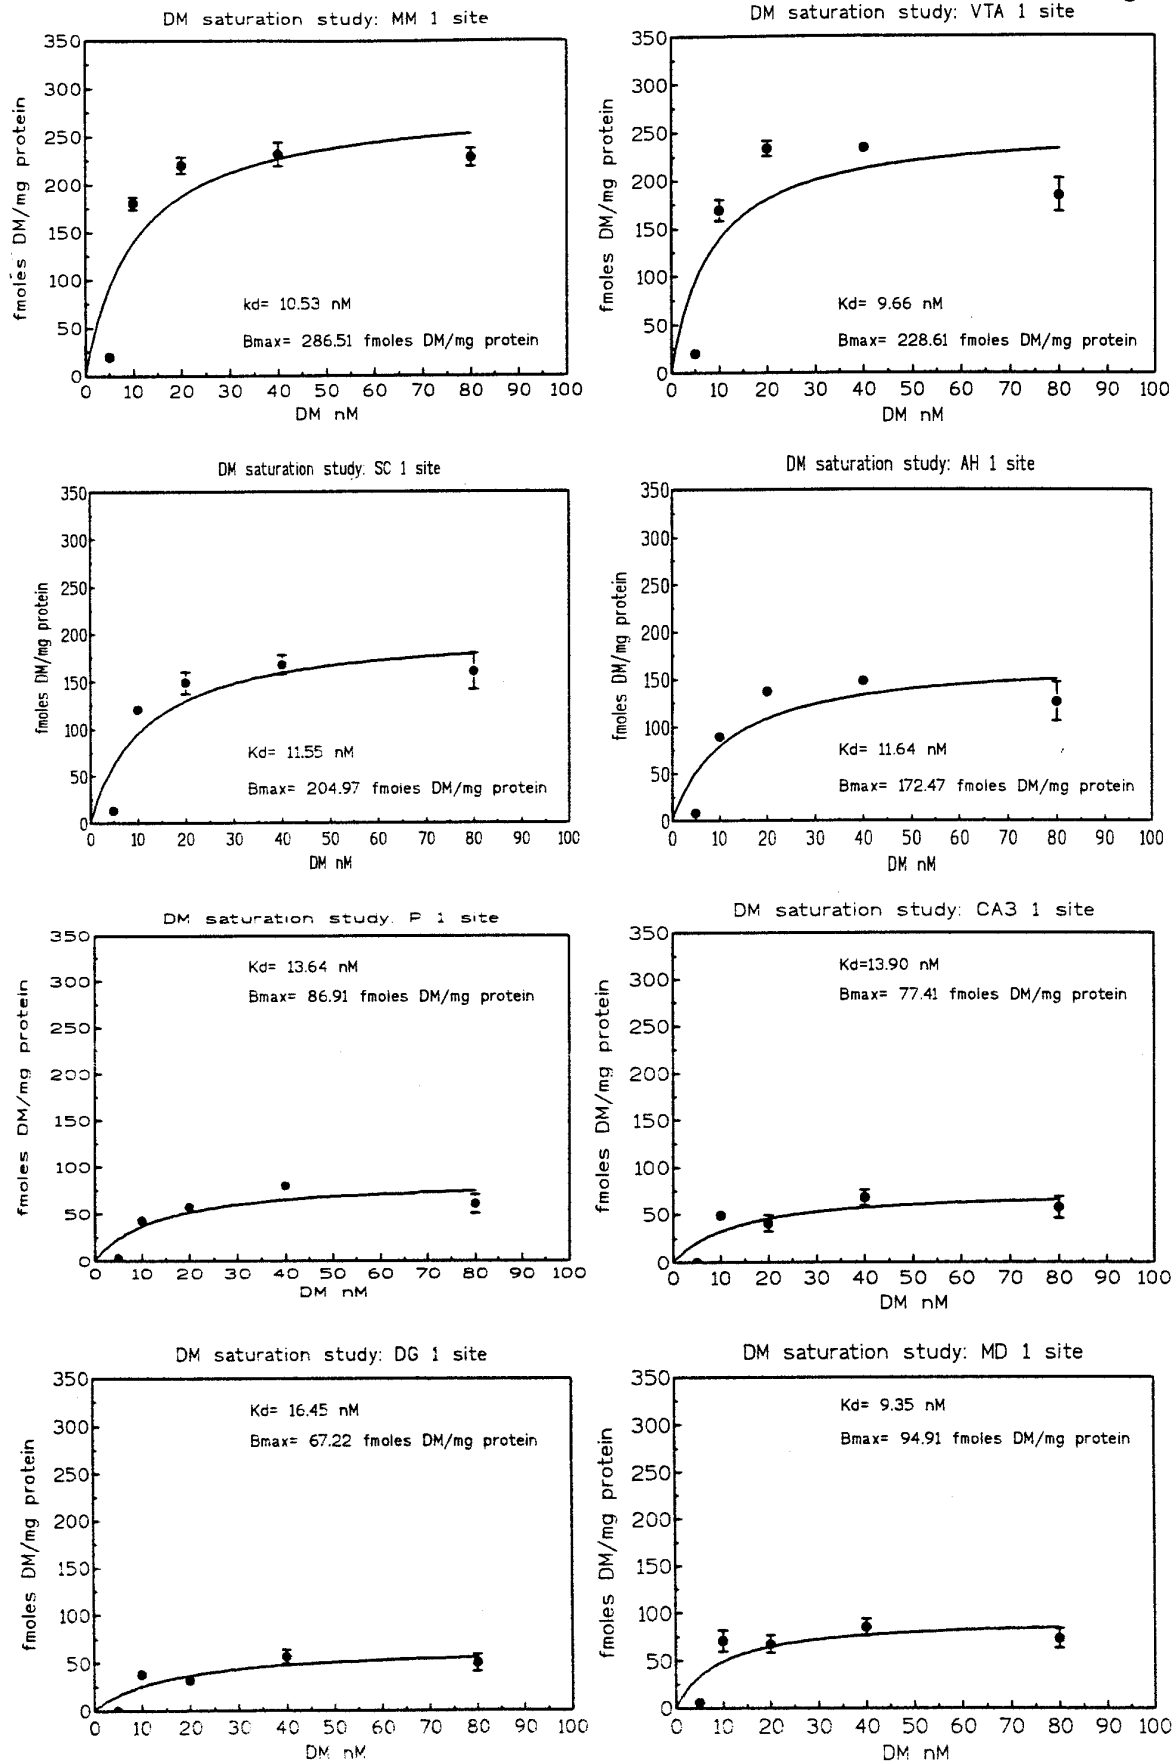 DM saturation study: MM 1 site
350
300
250
200
150
100
50
0
fmoles DM/mg protein
kd= 10.53 nM
Bmax= 286.51 fmoles DM/mg protein
0 10 20 30 40 50 60 70 80 90 100
DM nM
DM saturation study: VTA 1 site
350
300
250
200
150
100
50
0
fmoles DM/mg protein
Kd= 9.66 nM
Bmax= 228.61 fmoles DM/mg protein
0 10 20 30 40 50 60 70 80 90 100
DM nM
DM saturation study: SC 1 site
350
300
250
200
150
100
50
0
fmoles DM/mg protein
Kd= 11.55 nM
Bmax= 204.97 fmoles DM/mg protein
0 10 20 30 40 50 60 70 80 90 100
DM nM
DM saturation study: AH 1 site
350
300
250
200
150
100
50
0
fmoles DM/mg protein
Kd= 11.64 nM
Bmax= 172.47 fmoles DM/mg protein
0 10 20 30 40 50 60 70 80 90 100
DM nM
DM saturation study: P 1 site
350
300
250
200
150
100
50
0
fmoles DM/mg protein
Kd= 13.64 nM
Bmax= 86.91 fmoles DM/mg protein
0 10 20 30 40 50 60 70 80 90 100
DM nM
DM saturation study: CA3 1 site
350
300
250
200
150
100
50
0
fmoles DM/mg protein
Kd=13.90 nM
Bmax= 77.41 fmoles DM/mg protein
0 10 20 30 40 50 60 70 80 90 100
DM nM
DM saturation study: DG 1 site
350
300
250
200
150
100
50
0
fmoles DM/mg protein
Kd= 16.45 nM
Bmax= 67.22 fmoles DM/mg protein
0 10 20 30 40 50 60 70 80 90 100
DM nM
DM saturation study: MD 1 site
350
300
250
200
150
100
50
0
fmoles DM/mg protein
Kd= 9.35 nM
Bmax= 94.91 fmoles DM/mg protein
0 10 20 30 40 50 60 70 80 90 100
DM nM